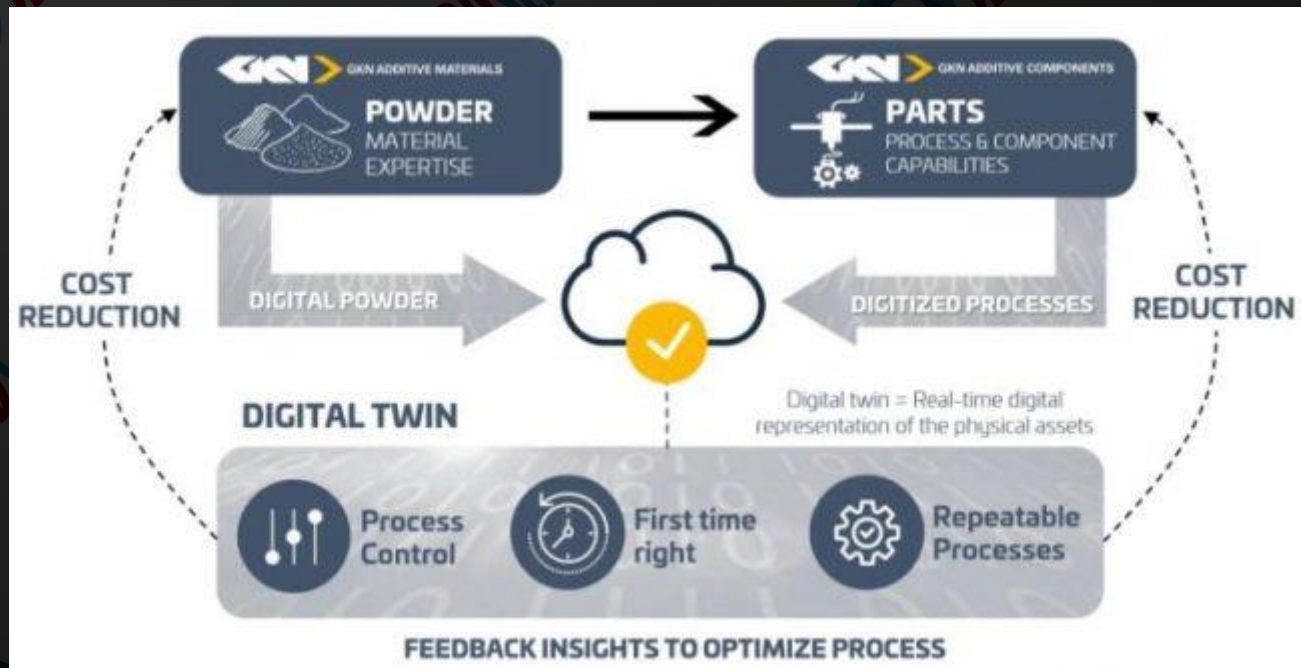 GKN GKN ADDITIVE MATERIALS
POWDER
MATERIAL
EXPERTISE
GKN GKN ADDITIVE COMPONENTS
PARTS
PROCESS & COMPONENT
CAPABILITIES
COST
REDUCTION
DIGITAL POWDER
DIGITIZED PROCESSES
COST
REDUCTION
DIGITAL TWIN
Digital twin = Real-time digital
representation of the physical assets
Process
Control
First time
right
Repeatable
Processes
FEEDBACK INSIGHTS TO OPTIMIZE PROCESS